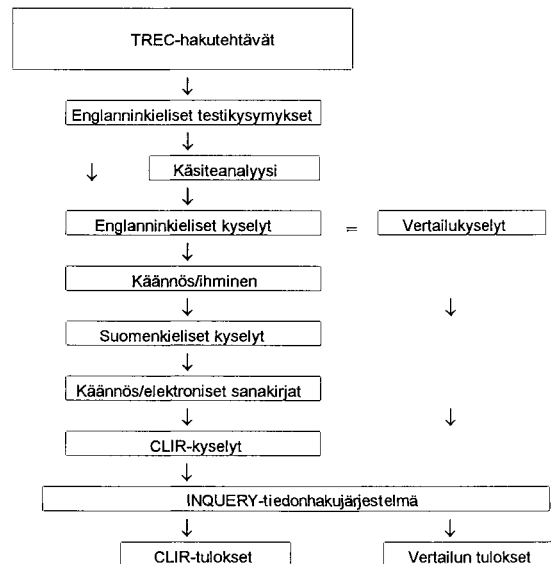 TREC-hakutehtävät
↓
Englanninkieliset testikysymykset
↓
↓ Käsiteanalyysi
↓
Englanninkieliset kyselyt = Vertailukyselyt
↓
Käännös/ihminen
↓ ↓
Suomenkieliset kyselyt
↓
Käännös/elektroniset sanakirjat
↓ ↓
CLIR-kyselyt
↓
INQUERY-tiedonhakujärjestelmä
↓ ↓
CLIR-tulokset Vertailun tulokset